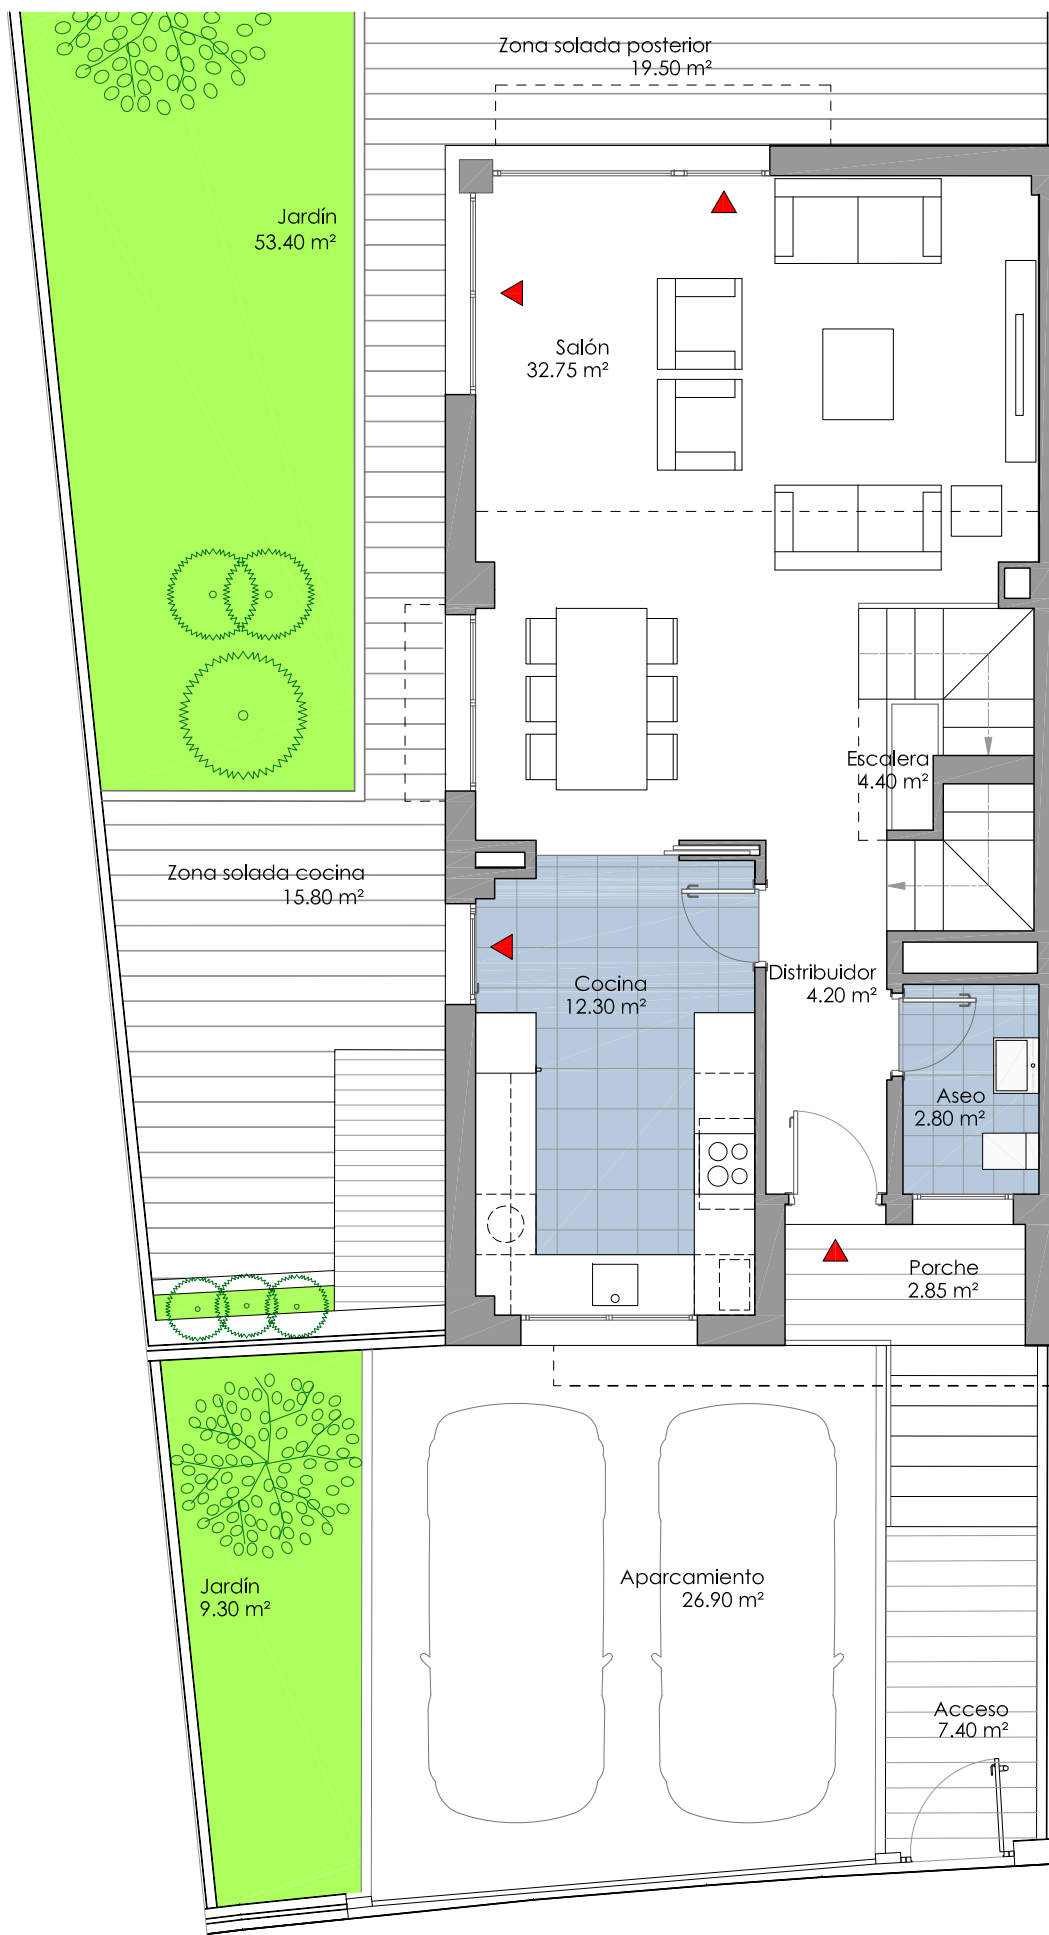 Zona solada posterior
19.50 m²
Jardín
53.40 m²
Salón
32.75 m²
Escalera
4.40 m²
Zona solada cocina
15.80 m²
Cocina
12.30 m²
Distribuidor
4.20 m²
Aseo
2.80 m²
Porche
2.85 m²
Jardín
9.30 m²
Aparcamiento
26.90 m²
Acceso
7.40 m²